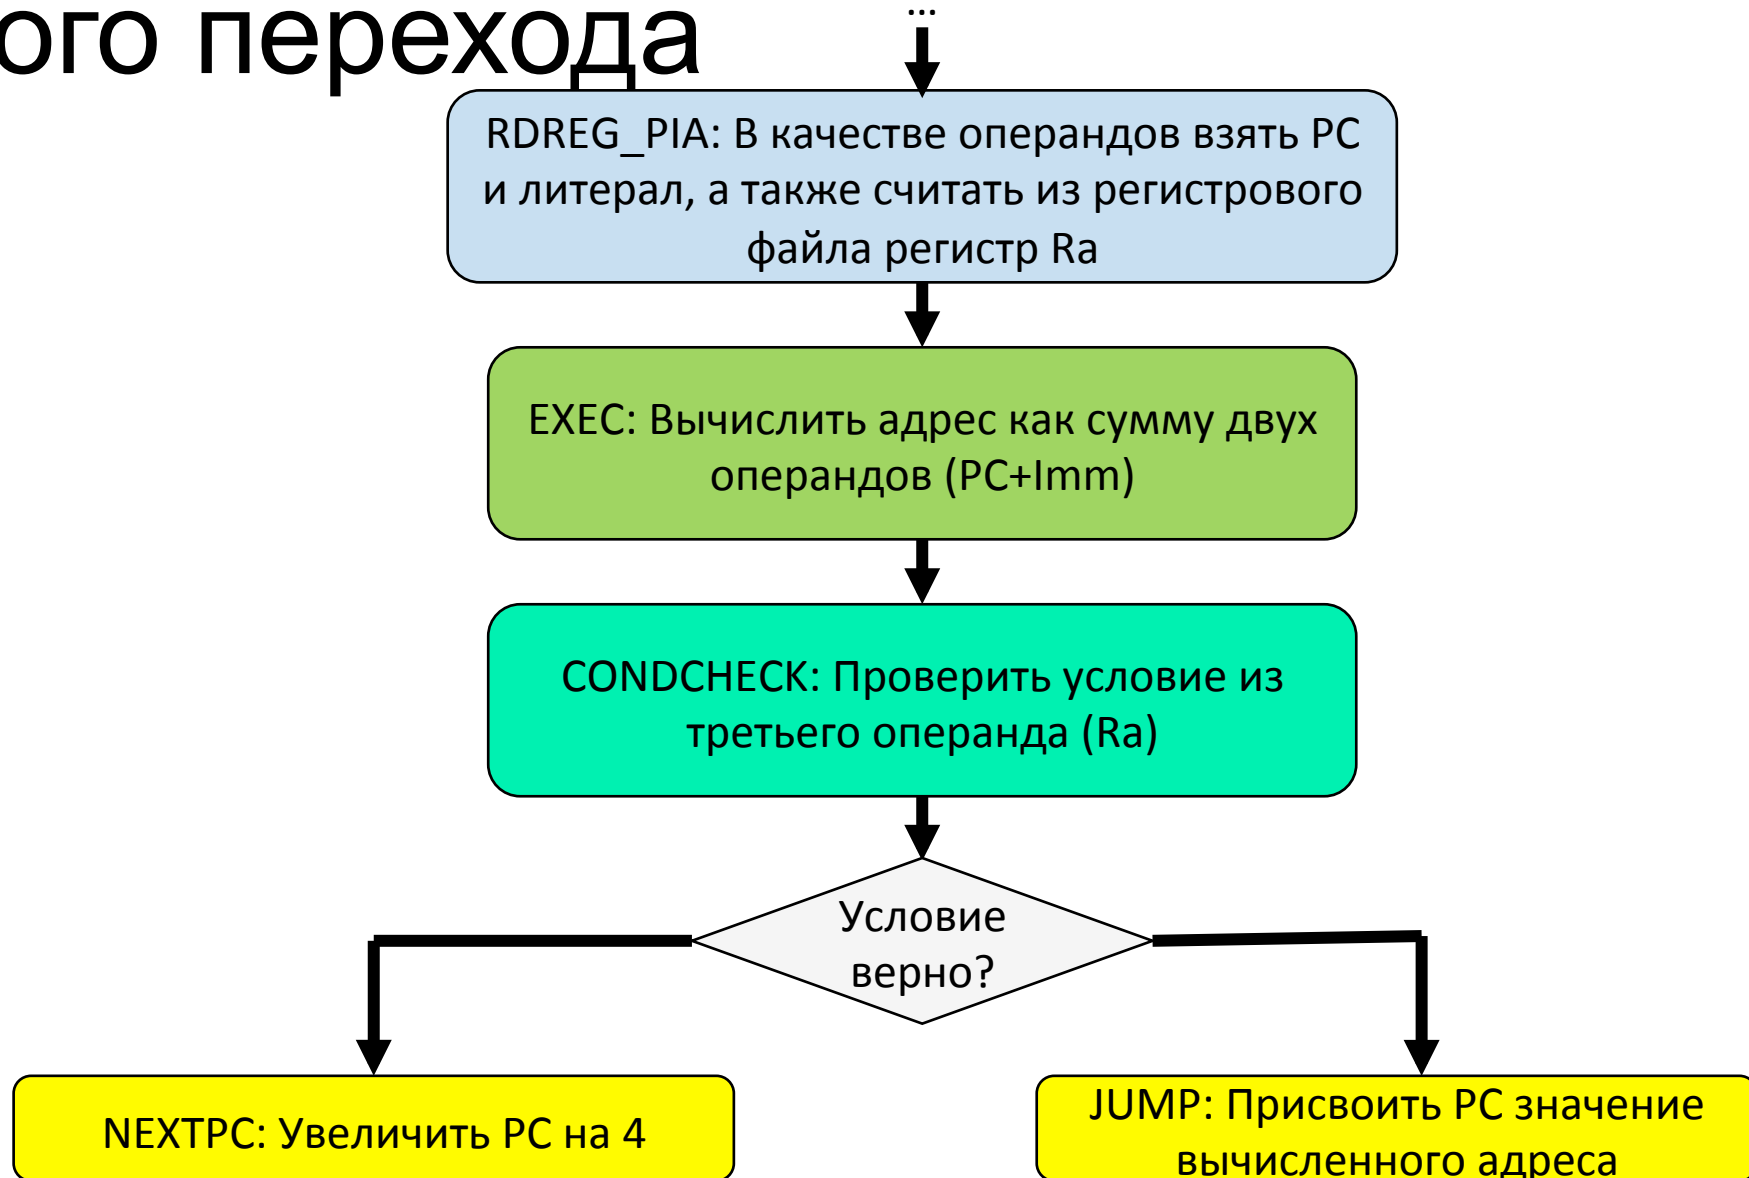 ого перехода
...
RDREG_PIA: В качестве операндов взять PC
и литерал, а также считать из регистрового
файла регистр Ra
EXEC: Вычислить адрес как сумму двух
операндов (PC+Imm)
CONDCHECK: Проверить условие из
третьего операнда (Ra)
Условие
верно?
NEXTPC: Увеличить PC на 4
JUMP: Присвоить PC значение
вычисленного адреса